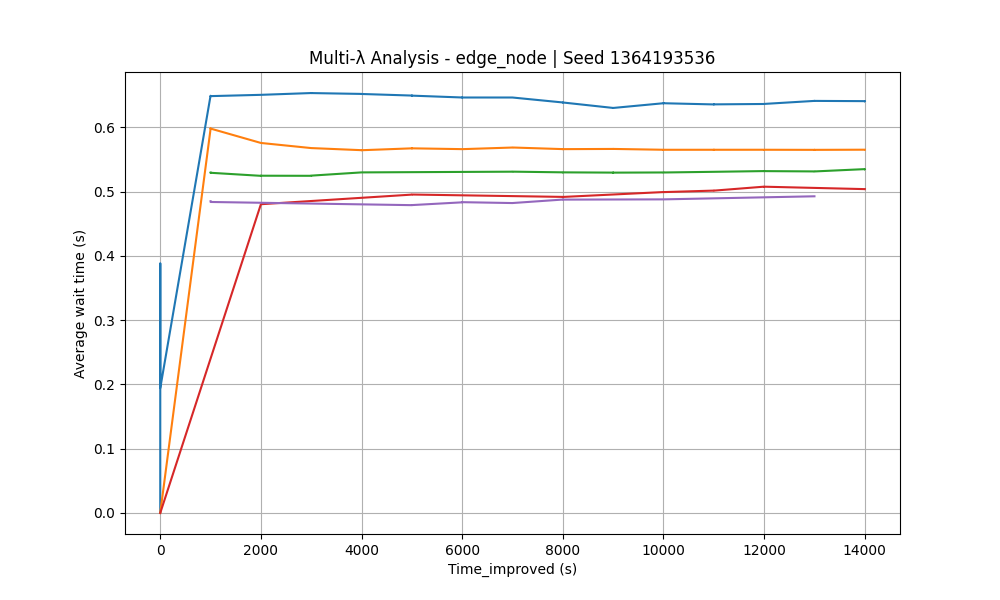 Multi-λ Analysis - edge_node | Seed 1364193536
Average wait time (s)
0.6
0.5
0.4
0.3
0.2
0.1
0.0
0 2000 4000 6000 8000 10000 12000 14000
Time_improved (s)